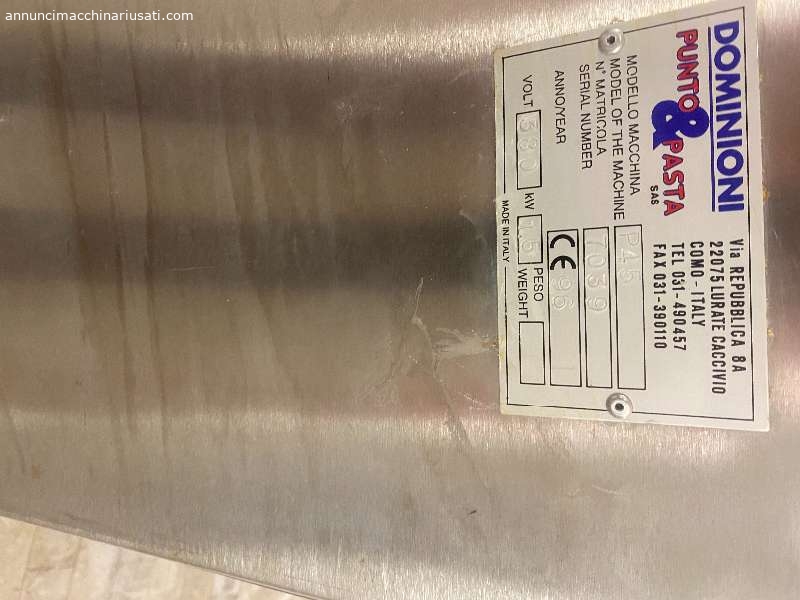 annuncimacchinariusati.com
DOMINIONI
PUNTO & PASTA
SAS
Via REPUBBLICA 8A
22075 LURATE CACCIVIO
COMO - ITALY
TEL 031-490457
FAX 031-390110
MODELLO MACCHINA
MODEL OF THE MACHINE P45
N° MATRICOLA
SERIAL NUMBER 7039
ANNO/YEAR CE 96
VOLT 380 KW 1.5 PESO
WEIGHT
MADE IN ITALY